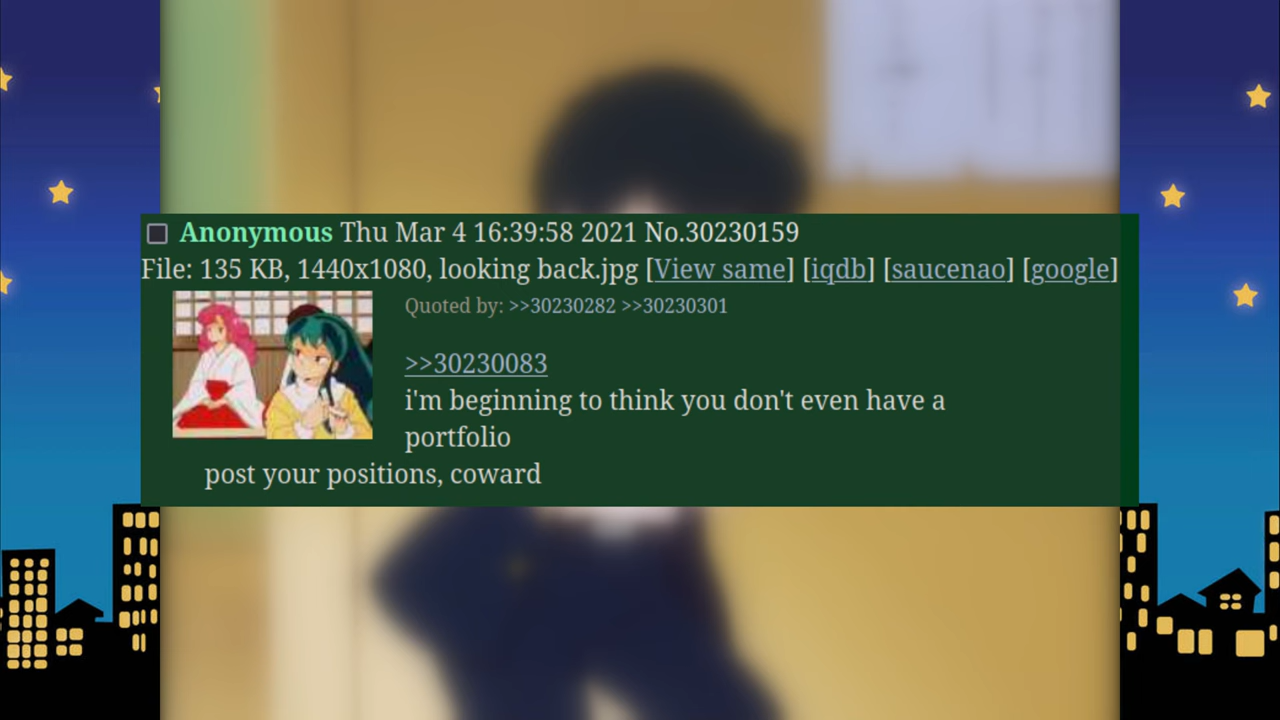 Anonymous Thu Mar 4 16:39:58 2021 No.30230159
File: 135 KB, 1440x1080, looking back.jpg [View same] [iqdb] [saucenao] [google]
Quoted by: >>30230282 >>30230301
>>30230083
i'm beginning to think you don't even have a
portfolio
post your positions, coward